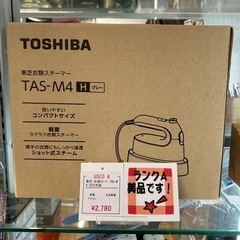 TOSHIBA
東芝衣類スチーマー
TAS-M4 H グレー
扱いやすい
コンパクトサイズ
軽量
ラクラク衣類スチーマー
厚手の衣類にもしっかり浸透
ショット式スチーム
USED A
¥2,780
ランクA
美品です!